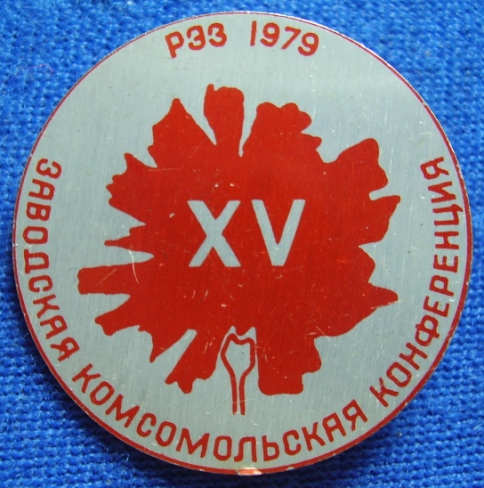 РЭЗ 1979
XV
ЗАВОДСКАЯ КОМСОМОЛЬСКАЯ КОНФЕРЕНЦИЯ